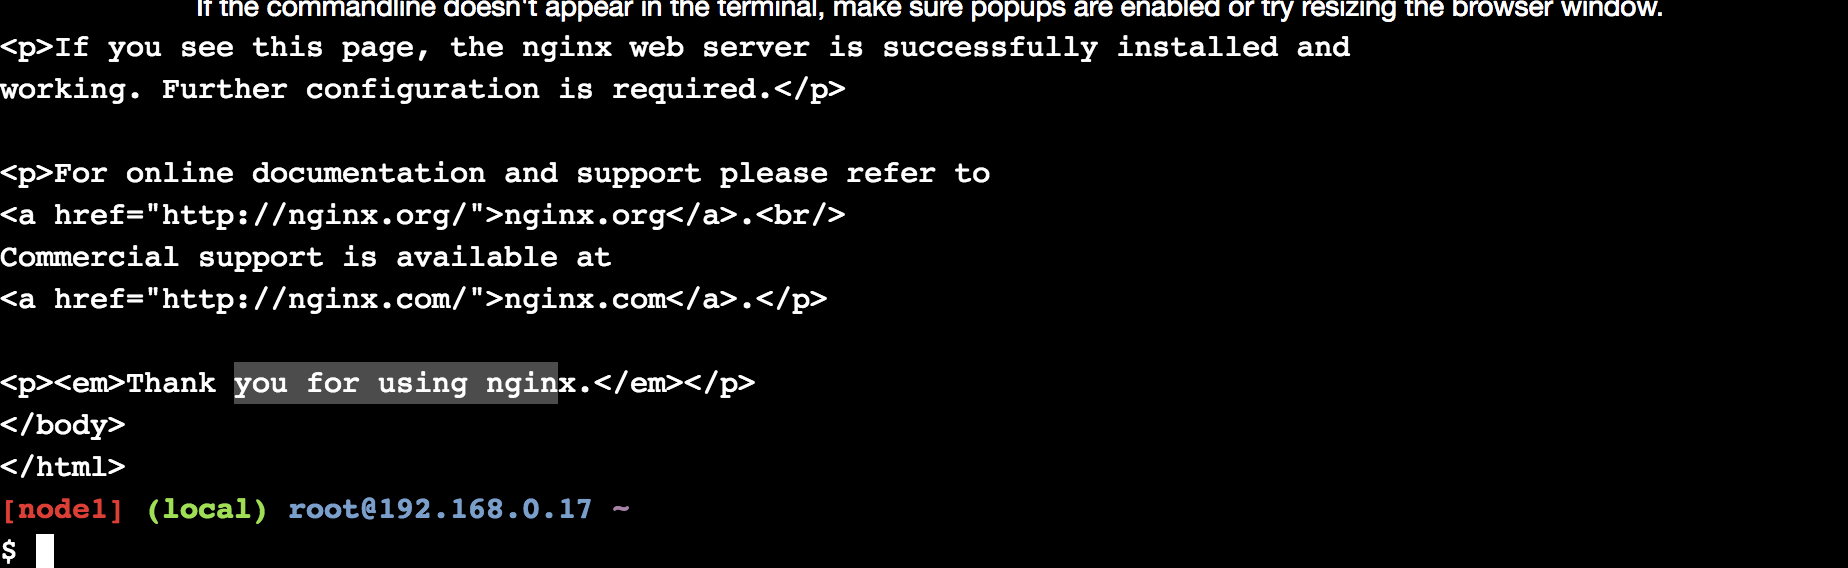 If the commandline doesn't appear in the terminal, make sure popups are enabled or try resizing the browser window.
<p>If you see this page, the nginx web server is successfully installed and
working. Further configuration is required.</p>
<p>For online documentation and support please refer to
<a href="http://nginx.org/">nginx.org</a>.<br/>
Commercial support is available at
<a href="http://nginx.com/">nginx.com</a>.</p>
<p><em>Thank you for using nginx.</em></p>
</body>
</html>
[node1] (local) root@192.168.0.17 ~
$